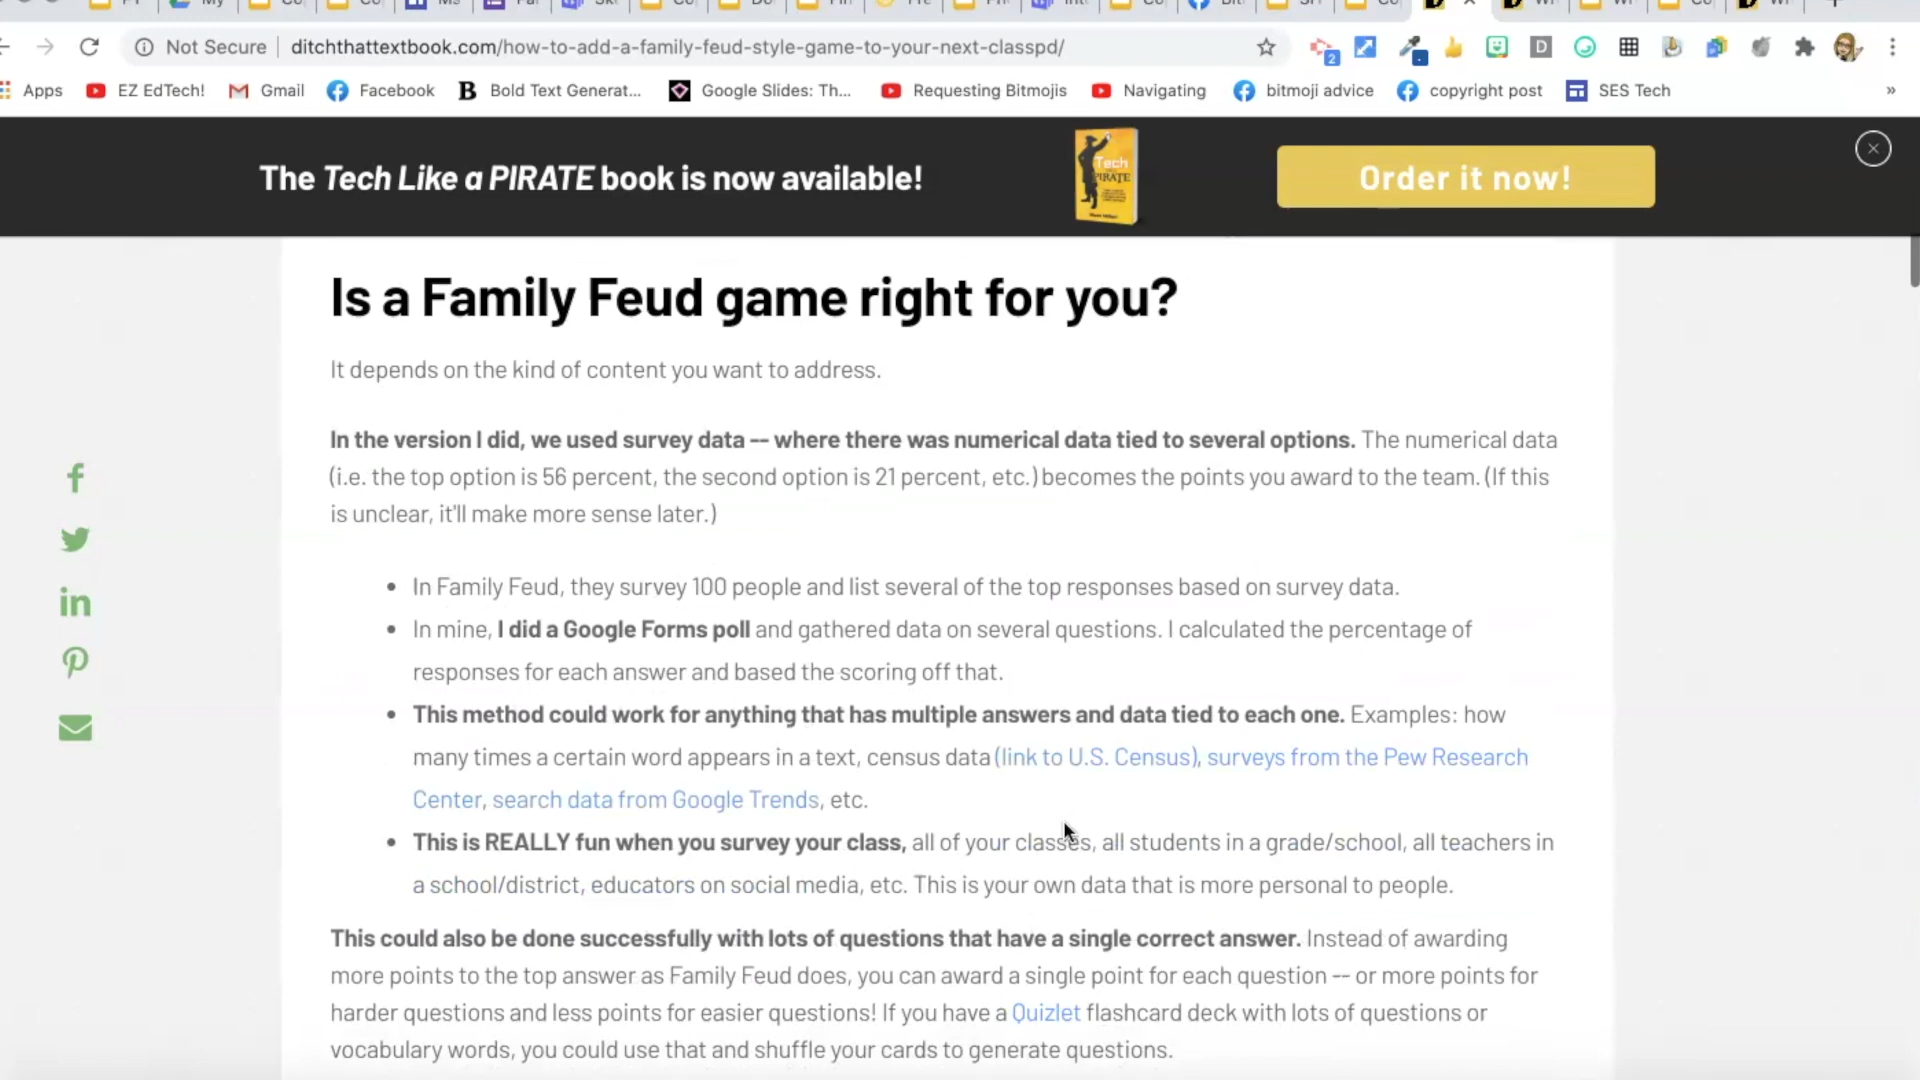 Not Secure ditchthattextbook.com/how-to-add-a-family-feud-style-game-to-your-next-classpd/
2
Apps EZ EdTech! Gmail Facebook Bold Text Generat... Google Slides: Th... Requesting Bitmojis Navigating bitmoji advice copyright post SES Tech »
The Tech Like a PIRATE book is now available!
Tech
PIRATE
Order it now!
Is a Family Feud game right for you?
It depends on the kind of content you want to address.
In the version I did, we used survey data -- where there was numerical data tied to several options. The numerical data
(i.e. the top option is 56 percent, the second option is 21 percent, etc.) becomes the points you award to the team. (If this
is unclear, it'll make more sense later.)
• In Family Feud, they survey 100 people and list several of the top responses based on survey data.
• In mine, I did a Google Forms poll and gathered data on several questions. I calculated the percentage of
responses for each answer and based the scoring off that.
• This method could work for anything that has multiple answers and data tied to each one. Examples: how
many times a certain word appears in a text, census data (link to U.S. Census), surveys from the Pew Research
Center, search data from Google Trends, etc.
• This is REALLY fun when you survey your class, all of your classes, all students in a grade/school, all teachers in
a school/district, educators on social media, etc. This is your own data that is more personal to people.
This could also be done successfully with lots of questions that have a single correct answer. Instead of awarding
more points to the top answer as Family Feud does, you can award a single point for each question -- or more points for
harder questions and less points for easier questions! If you have a Quizlet flashcard deck with lots of questions or
vocabulary words, you could use that and shuffle your cards to generate questions.